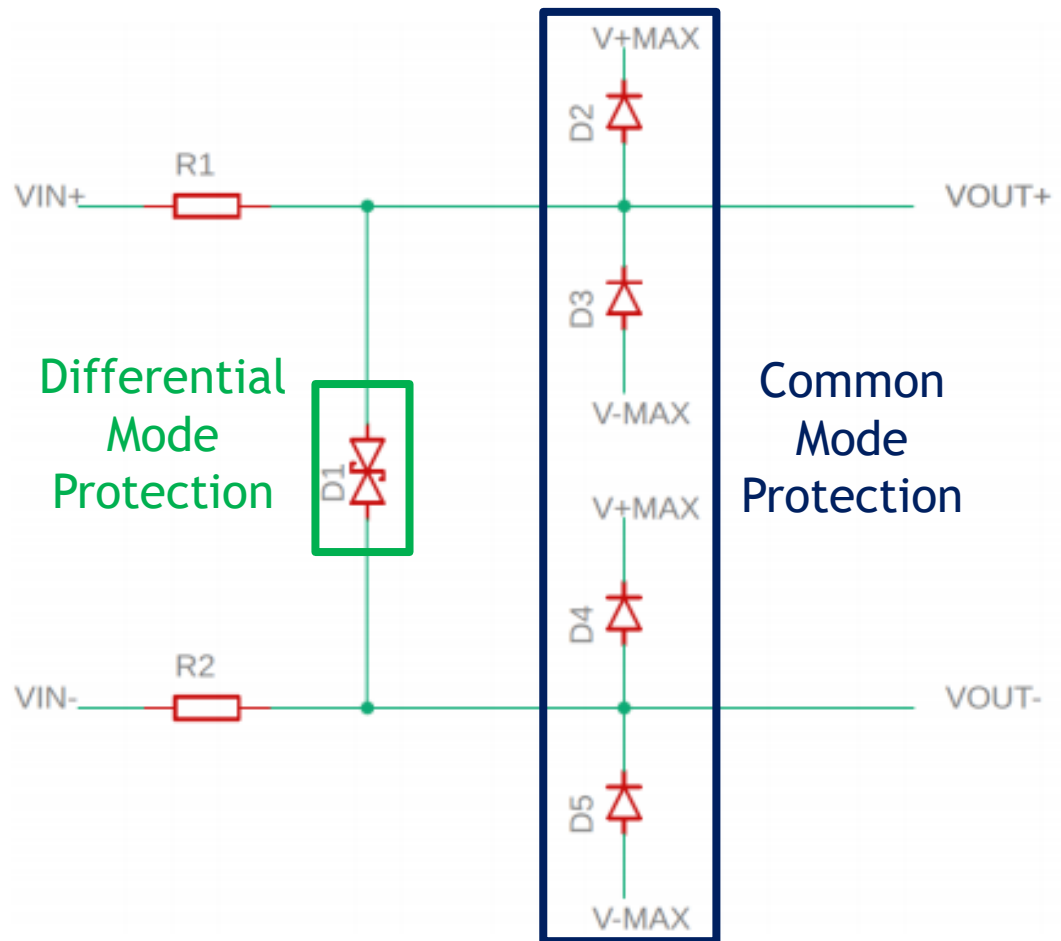 V+MAX
D2
R1
VIN+
VOUT+
D3
Differential
Mode
Protection
V-MAX
Common
Mode
Protection
D1
V+MAX
D4
R2
VIN-
VOUT-
D5
V-MAX